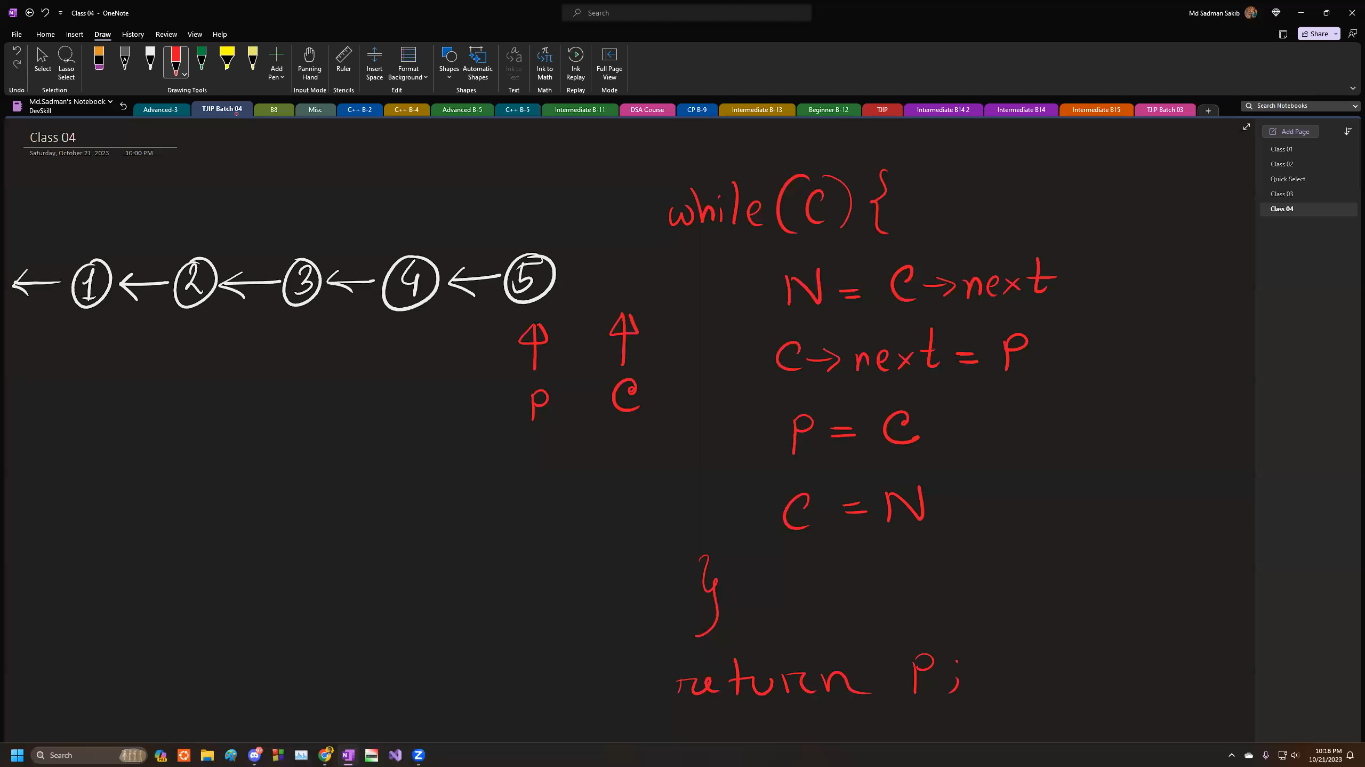 Class 04 - OneNote
Search
Md Sadman Sakib
File Home Insert Draw History Review View Help
Share
Undo
Select
Lasso Select
Add Pen
Panning Hand
Ruler
Insert Space
Format Background
Shapes
Automatic Shapes
Ink to Text
Ink to Math
Ink Replay
Full Page View
Undo Selection Drawing Tools Input Mode Stencils Edit Shapes Text Math Replay Mode
Md.Sadman's Notebook
DevSkill
Advanced-3 TJIP Batch 04 B8 Misc C++ B-2 C++ B-4 Advanced B-5 C++ B-5 Intermediate B-11 DSA Course CP B-9 Intermediate B-13 Beginner B-12 TJIP Intermediate B14.2 Intermediate B14 Intermediate B15 TJIP Batch 03 +
Search Notebooks
Class 04
Saturday, October 21, 2023 10:00 PM
Add Page
Class 01
Class 02
Quick Select
Class 03
Class 04
← 1 ← 2 ← 3 ← 4 ← 5
P C
while (C) {
N = C→next
C→next = P
P = C
C = N
}
return P;
Search
10:18 PM
10/21/2023